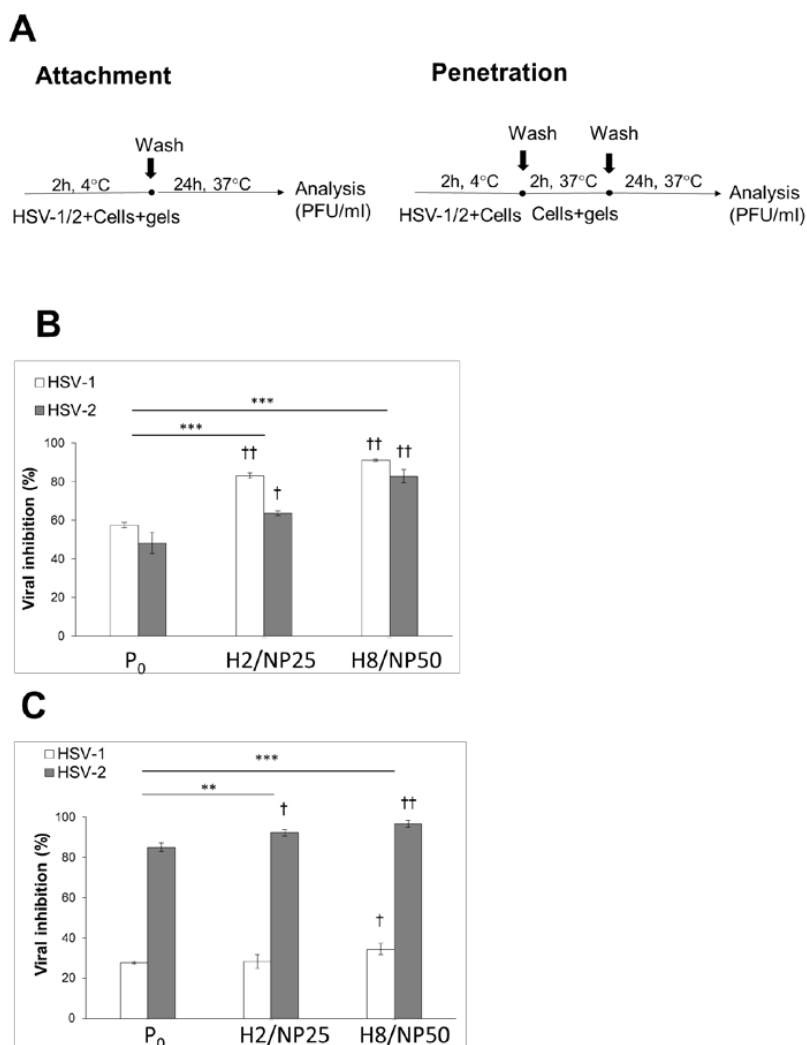 A
Attachment
Penetration
Wash
Wash
Wash
2h, 4°C
24h, 37°C
Analysis
(PFU/ml)
HSV-1/2+Cells+gels
2h, 4°C
2h, 37°C
24h, 37°C
Analysis
(PFU/ml)
HSV-1/2+Cells
Cells+gels
B
HSV-1
HSV-2
***
***
††
†
††
††
Viral inhibition (%)
100
80
60
40
20
0
P0
H2/NP25
H8/NP50
C
HSV-1
HSV-2
***
**
†
††
†
Viral inhibition (%)
100
80
60
40
20
0
P0
H2/NP25
H8/NP50